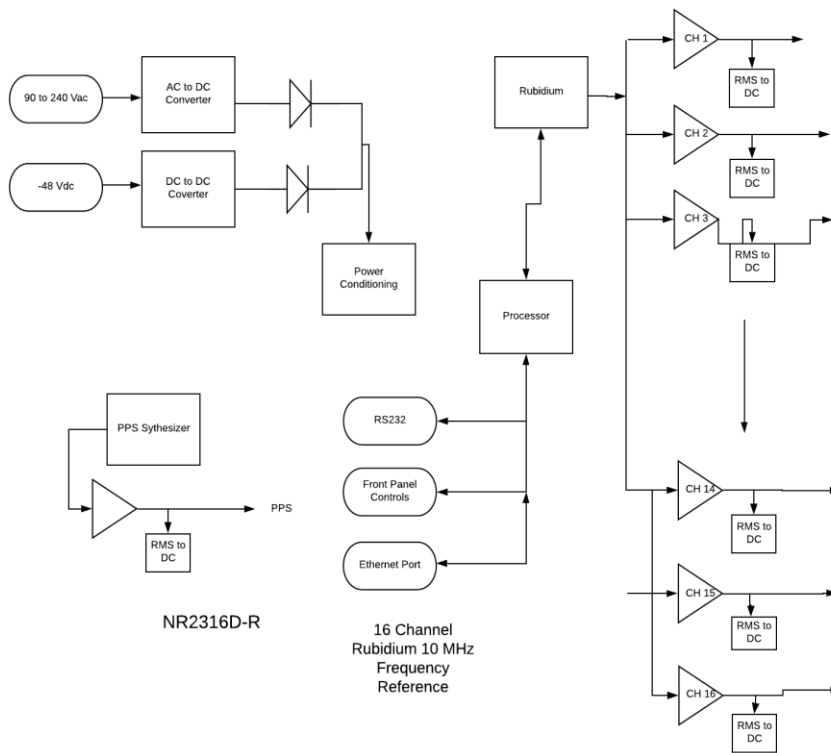 90 to 240 Vac
AC to DC
Converter
-48 Vdc
DC to DC
Coverter
Power
Conditioning
Rubidium
Processor
RS232
Front Panel
Controls
Ethernet Port
PPS Sythesizer
PPS
RMS to
DC
NR2316D-R
16 Channel
Rubidium 10 MHz
Frequency
Reference
CH 1
RMS to
DC
CH 2
RMS to
DC
CH 3
RMS to
DC
CH 14
RMS to
DC
CH 15
RMS to
DC
CH 16
RMS to
DC